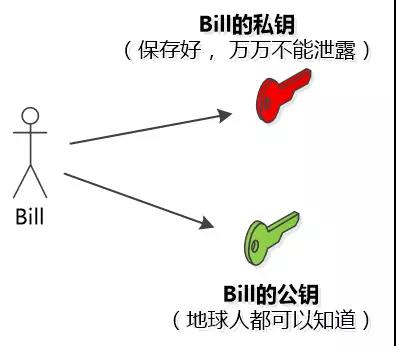 Bill的私钥
（保存好，万万不能泄露）
Bill
Bill的公钥
（地球人都可以知道）